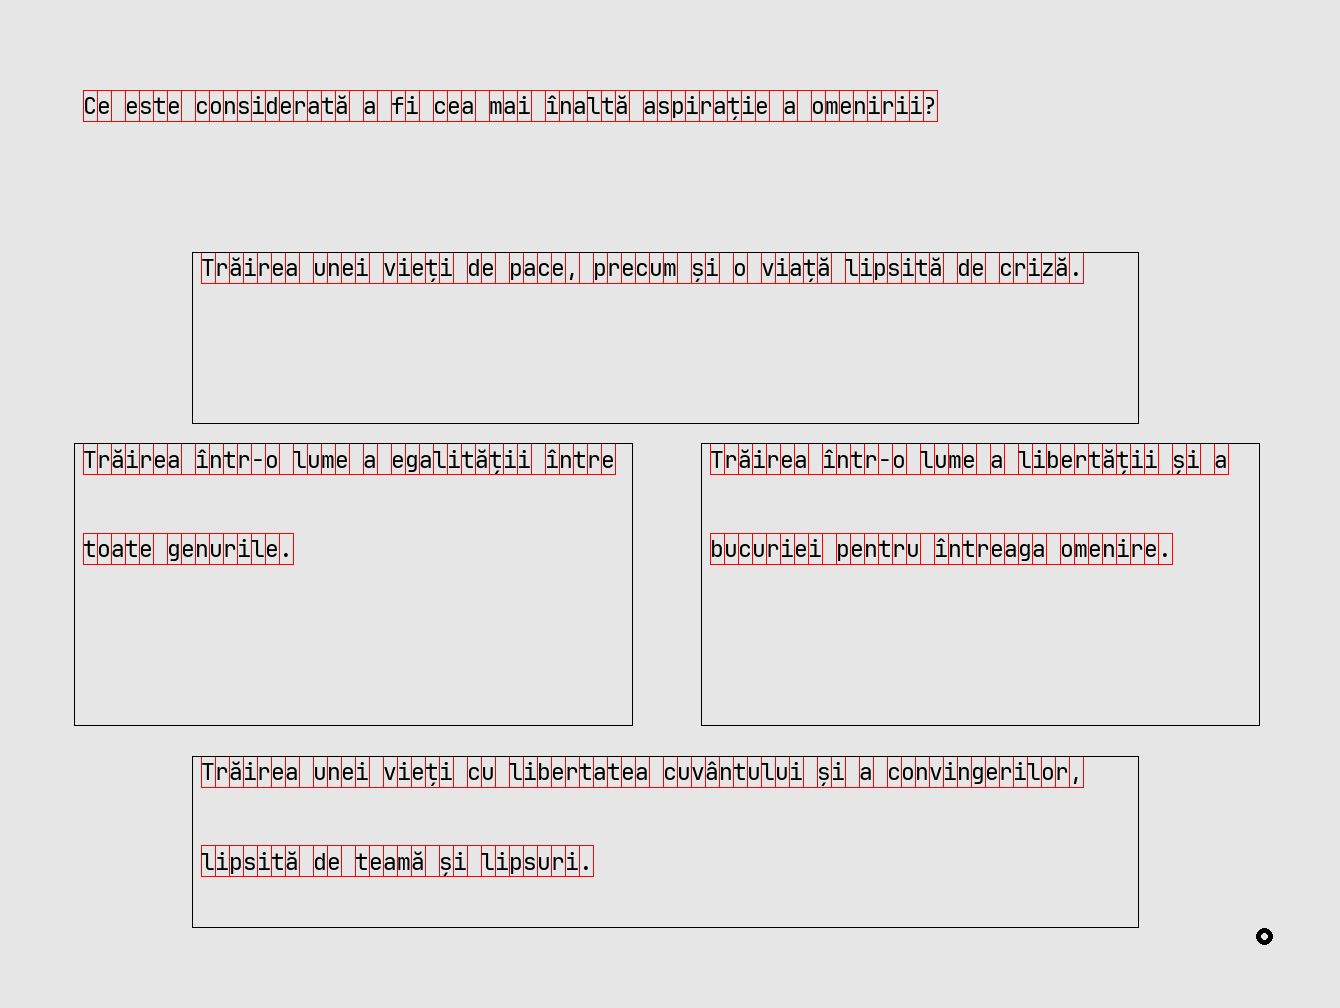 Ce este considerată a fi cea mai înaltă aspirație a omenirii?
Trăirea unei vieți de pace, precum și o viață lipsită de criză.
Trăirea într-o lume a egalității între
toate genurile.
Trăirea într-o lume a libertății și a
bucuriei pentru întreaga omenire.
Trăirea unei vieți cu libertatea cuvântului și a convingerilor,
lipsită de teamă și lipsuri.